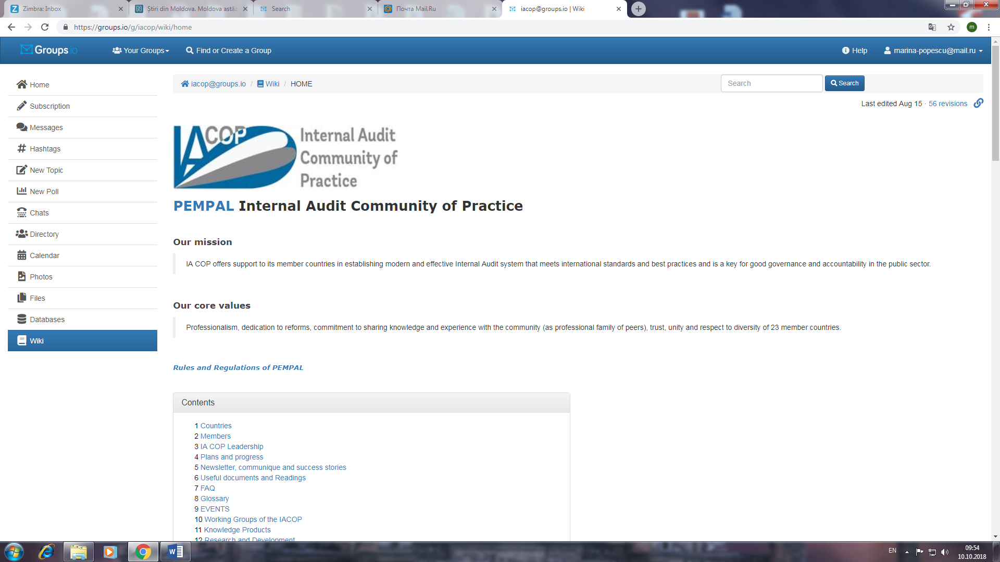 Zimbra: Inbox
Știri din Moldova. Moldova astăz
Search
Почта Mail.Ru
iacop@groups.io | Wiki
https://groups.io/g/iacop/wiki/home
m
Groups.io
Your Groups
Find or Create a Group
Help
marina-popescu@mail.ru
Home
Subscription
Messages
Hashtags
New Topic
New Poll
Chats
Directory
Calendar
Photos
Files
Databases
Wiki
iacop@groups.io / Wiki / HOME
Search
Search
Last edited Aug 15 · 56 revisions
IACOP
Internal Audit
Community of
Practice
PEMPAL Internal Audit Community of Practice
Our mission
IA COP offers support to its member countries in establishing modern and effective Internal Audit system that meets international standards and best practices and is a key for good governance and accountability in the public sector.
Our core values
Professionalism, dedication to reforms, commitment to sharing knowledge and experience with the community (as professional family of peers), trust, unity and respect to diversity of 23 member countries.
Rules and Regulations of PEMPAL
Contents
1 Countries
2 Members
3 IA COP Leadership
4 Plans and progress
5 Newsletter, communique and success stories
6 Useful documents and Readings
7 FAQ
8 Glossary
9 EVENTS
10 Working Groups of the IACOP
11 Knowledge Products
12 Research and Development
EN
09:54
10.10.2018